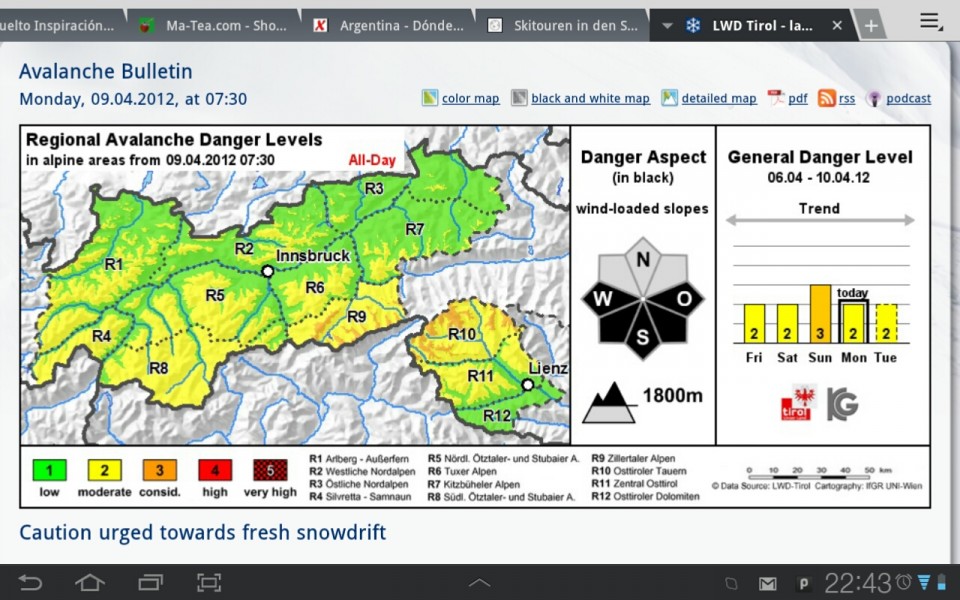 uelto Inspiración...
Ma-Tea.com - Sho...
Argentina - Dónde...
Skitouren in den S...
LWD Tirol - la...
Avalanche Bulletin
Monday, 09.04.2012, at 07:30
color map
black and white map
detailed map
pdf
rss
podcast
Regional Avalanche Danger Levels
in alpine areas from 09.04.2012 07:30
All-Day
R3
R7
R2
Innsbruck
R1
R5
R6
R9
R4
R10
R8
R11
Lienz
R12
Danger Aspect
(in black)
wind-loaded slopes
N
W
O
S
1800m
General Danger Level
06.04 - 10.04.12
Trend
today
2
2
3
2
2
Fri
Sat
Sun
Mon
Tue
tirol
1
2
3
4
5
low
moderate
consid.
high
very high
R1 Arlberg - Außerfern
R2 Westliche Nordalpen
R3 Östliche Nordalpen
R4 Silvretta - Samnaun
R5 Nördl. Ötztaler- und Stubaier A.
R6 Tuxer Alpen
R7 Kitzbüheler Alpen
R8 Südl. Ötztaler- und Stubaier A.
R9 Zillertaler Alpen
R10 Osttiroler Tauern
R11 Zentral Osttirol
R12 Osttiroler Dolomiten
0 10 20 30 40 50 km
© Data Source: LWD-Tirol Cartography: IfGR UNI-Wien
Caution urged towards fresh snowdrift
22:43